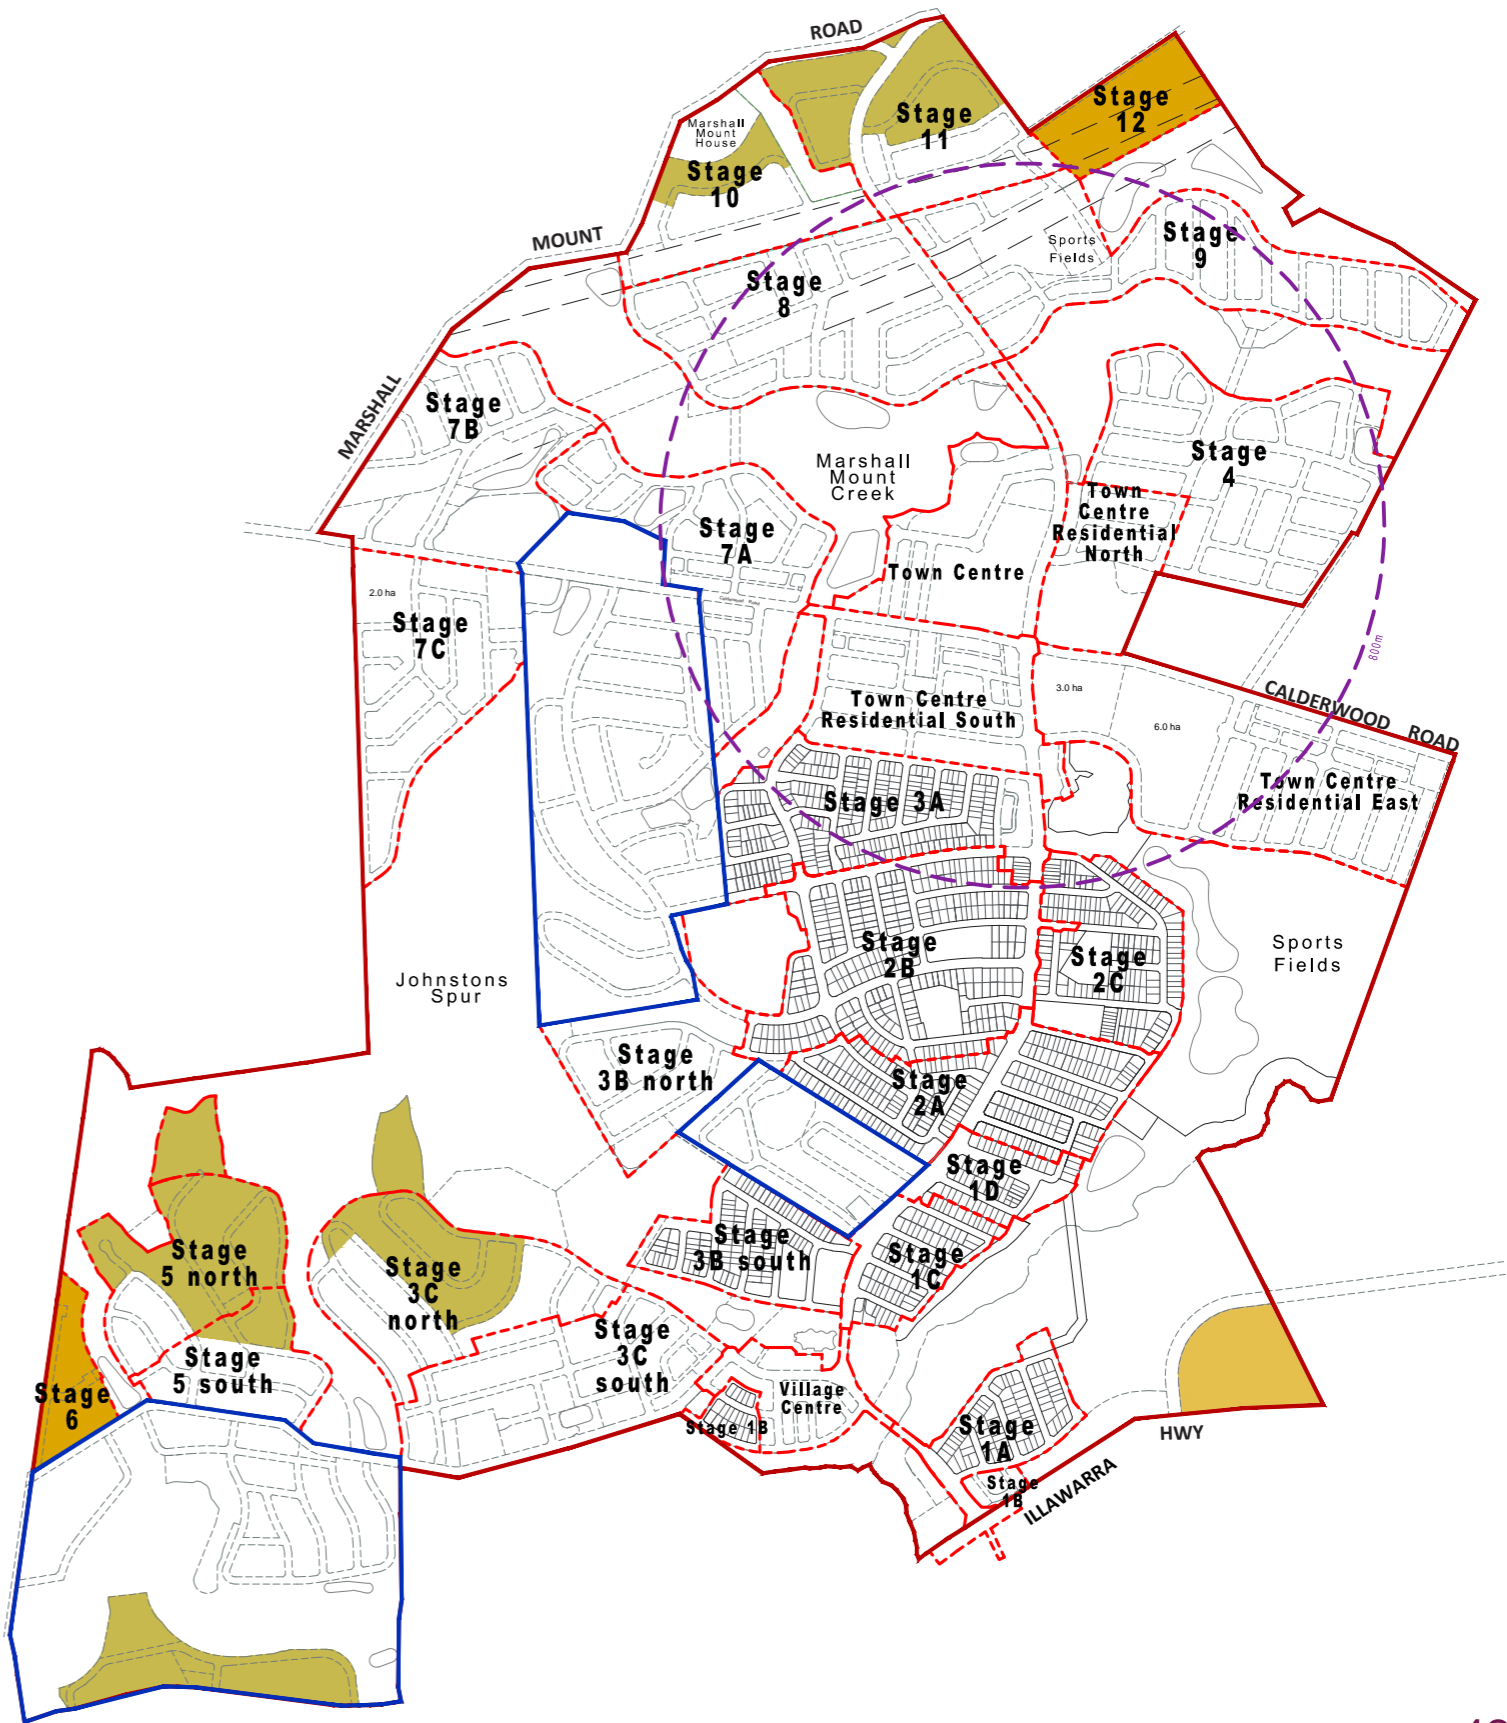 ROAD
Stage
12
Marshall
Mount
House
Stage
11
Stage
10
MOUNT
Sports
Fields
Stage
9
Stage
8
MARSHALL
Stage
7B
Marshall
Mount
Creek
Stage
4
Town
Centre
Residential
North
Stage
7A
Town Centre
2.0 ha
Stage
7C
800m
3.0 ha
6.0 ha
CALDERWOOD ROAD
Town Centre
Residential South
Town Centre
Residential East
Stage 3A
Stage
2B
Stage
2C
Sports
Fields
Johnstons
Spur
Stage
3B north
Stage
2A
Stage
1D
Stage
5 north
Stage
3C
north
Stage
3B south
Stage
1C
Stage
3C
south
Stage
5 south
Stage
6
Village
Centre
Stage 1B
Stage
1A
Stage
1B
ILLAWARRA
HWY